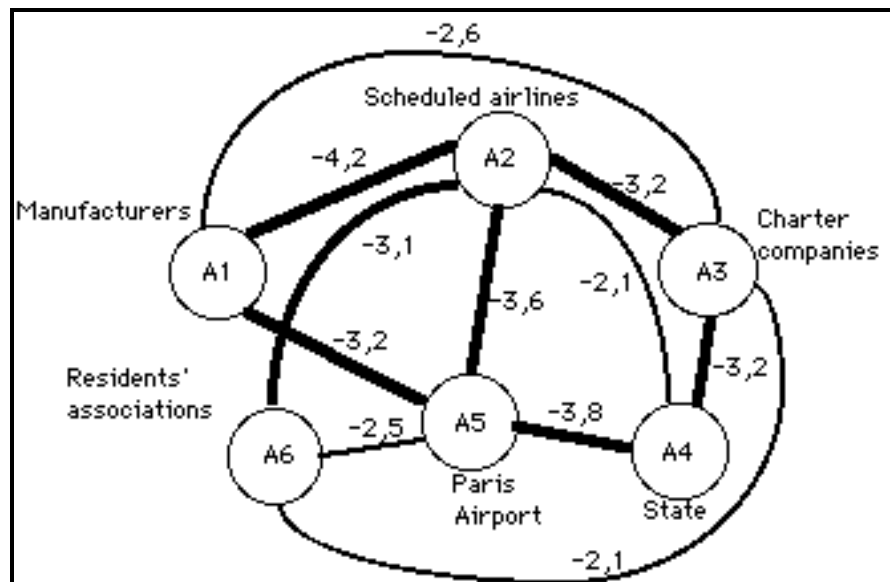 -2,6
Scheduled airlines
A2
-4,2
-3,2
Manufacturers
-3,1
Charter
companies
A1
A3
-2,1
-3,6
-3,2
-3,2
Residents'
associations
-2,5
A5
-3,8
A6
A4
Paris
Airport
State
-2,1